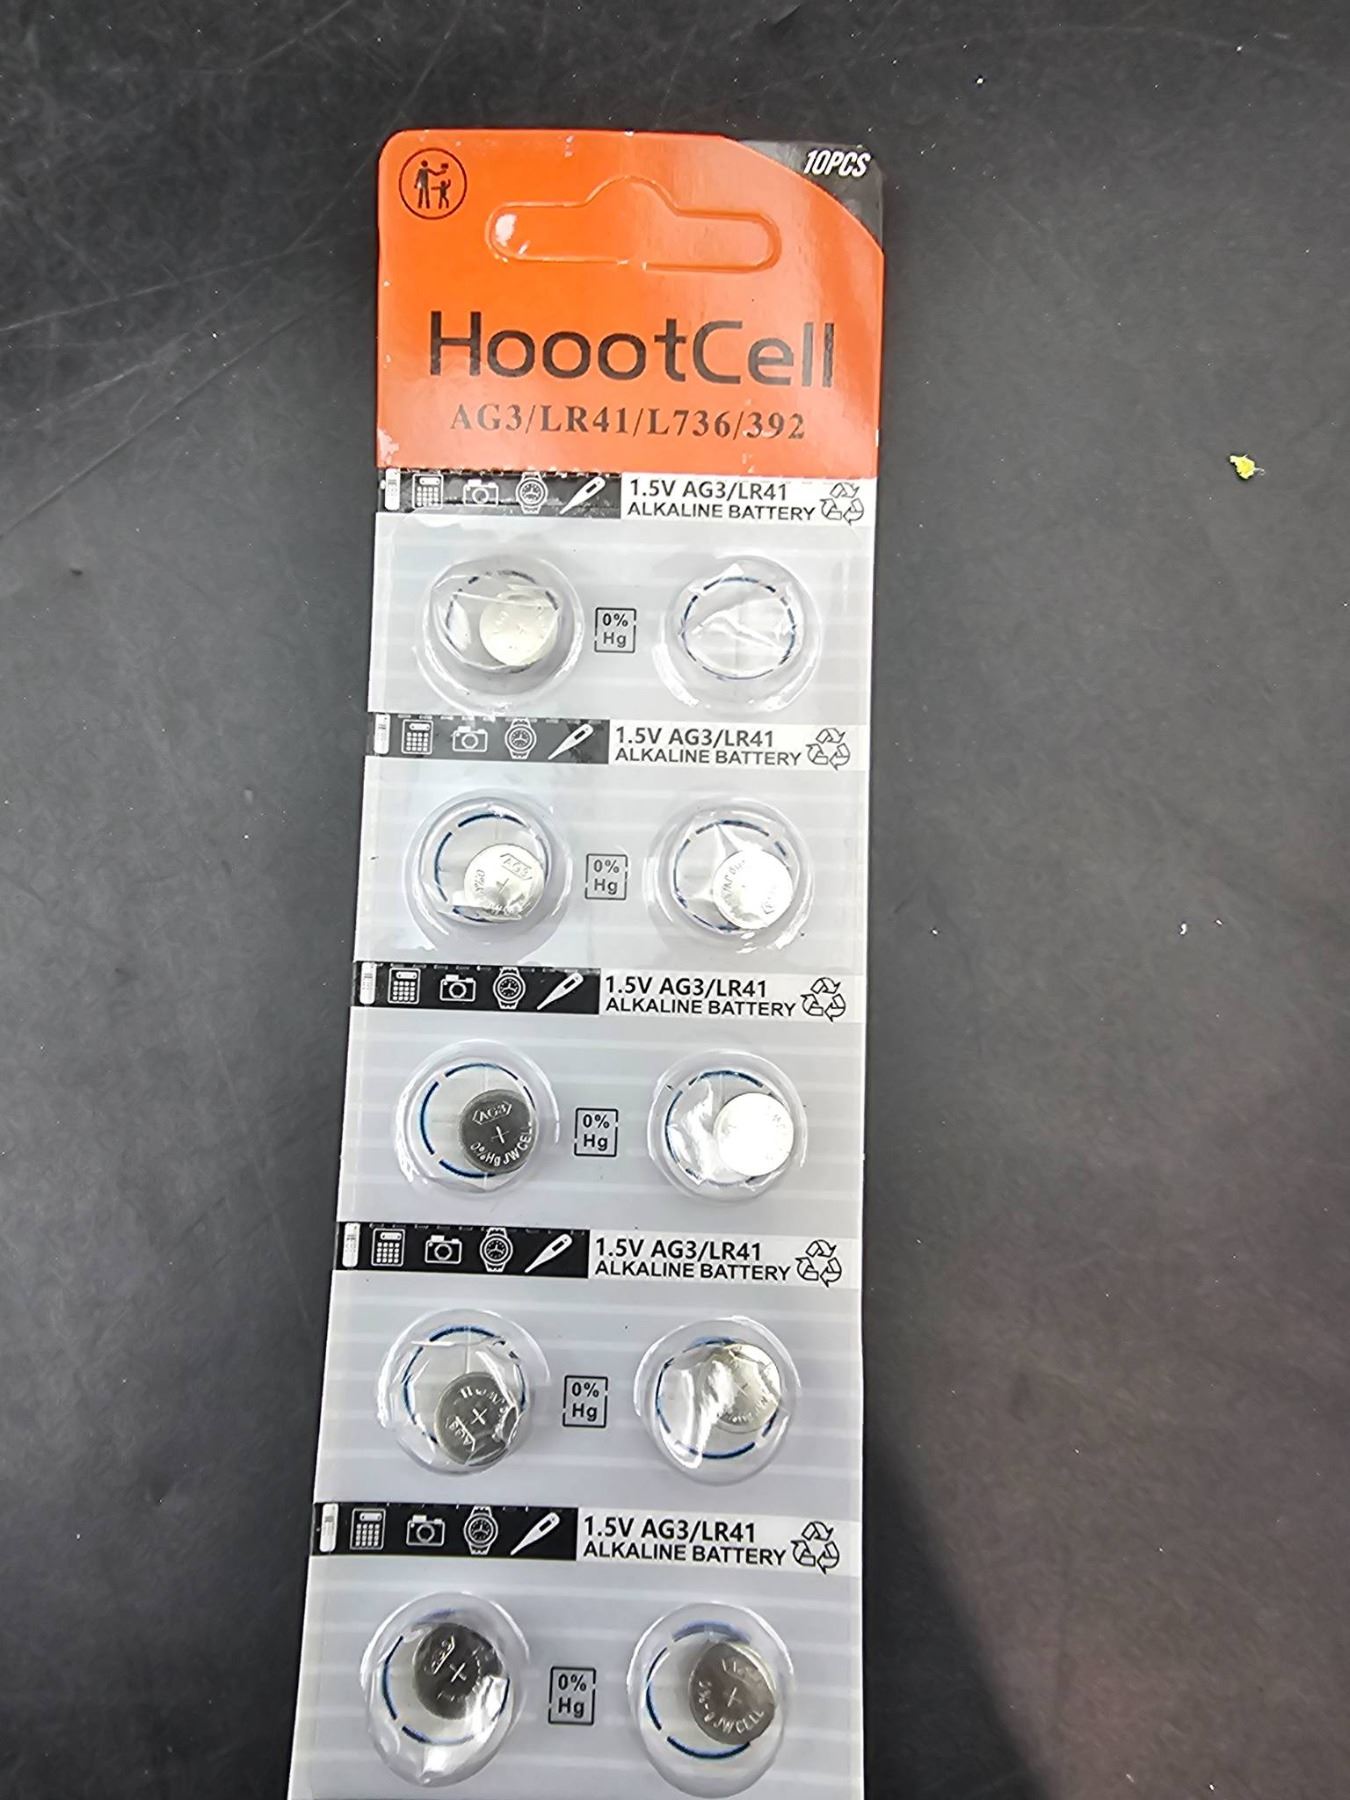 10PCS
HoootCell
AG3/LR41/L736/392
1.5V AG3/LR41
ALKALINE BATTERY
0%
Hg
1.5V AG3/LR41
ALKALINE BATTERY
AG3
0%
Hg
1.5V AG3/LR41
ALKALINE BATTERY
AG3
+
0%Hg JWCELL
0%
Hg
1.5V AG3/LR41
ALKALINE BATTERY
AG3
+
0%
Hg
1.5V AG3/LR41
ALKALINE BATTERY
+
0%
Hg
+
JWCELL